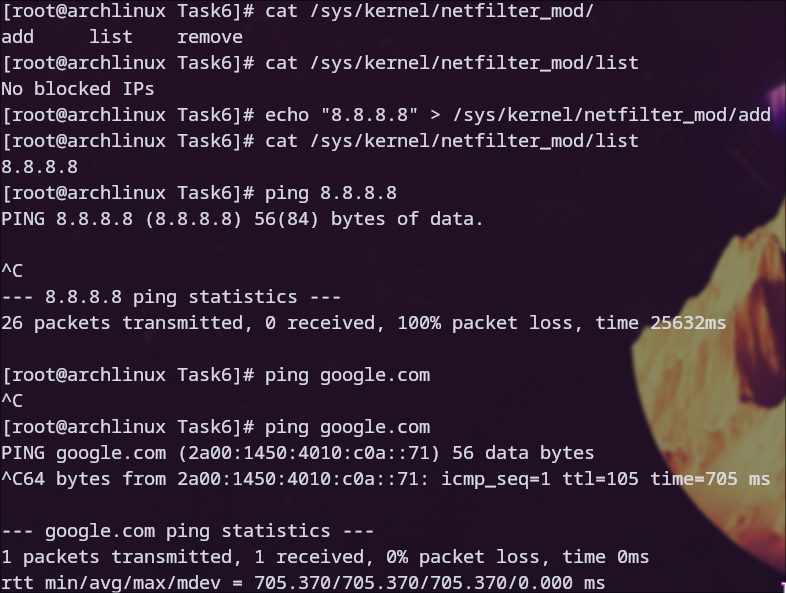 [root@archlinux Task6]# cat /sys/kernel/netfilter_mod/
add     list    remove
[root@archlinux Task6]# cat /sys/kernel/netfilter_mod/list
No blocked IPs
[root@archlinux Task6]# echo "8.8.8.8" > /sys/kernel/netfilter_mod/add
[root@archlinux Task6]# cat /sys/kernel/netfilter_mod/list
8.8.8.8
[root@archlinux Task6]# ping 8.8.8.8
PING 8.8.8.8 (8.8.8.8) 56(84) bytes of data.
^C
--- 8.8.8.8 ping statistics ---
26 packets transmitted, 0 received, 100% packet loss, time 25632ms
[root@archlinux Task6]# ping google.com
^C
[root@archlinux Task6]# ping google.com
PING google.com (2a00:1450:4010:c0a::71) 56 data bytes
^C64 bytes from 2a00:1450:4010:c0a::71: icmp_seq=1 ttl=105 time=705 ms
--- google.com ping statistics ---
1 packets transmitted, 1 received, 0% packet loss, time 0ms
rtt min/avg/max/mdev = 705.370/705.370/705.370/0.000 ms